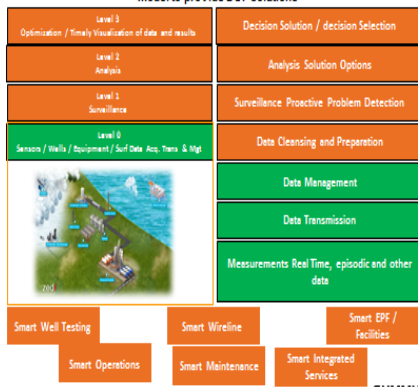 Level 3
Optimization / Timely Visualization of data and results
Level 2
Analysis
Level 1
Surveillance
Level 0
Sensors / Wells / Equipment / Surf Data Acq. Trans & Mgt
Decision Solution / decision Selection
Analysis Solution Options
Surveillance Proactive Problem Detection
Data Cleansing and Preparation
Data Management
Data Transmission
Measurements Real Time, episodic and other
data
Smart Well Testing
Smart Wireline
Smart EPF /
Facilities
Smart Operations
Smart Maintenance
Smart Integrated
Services